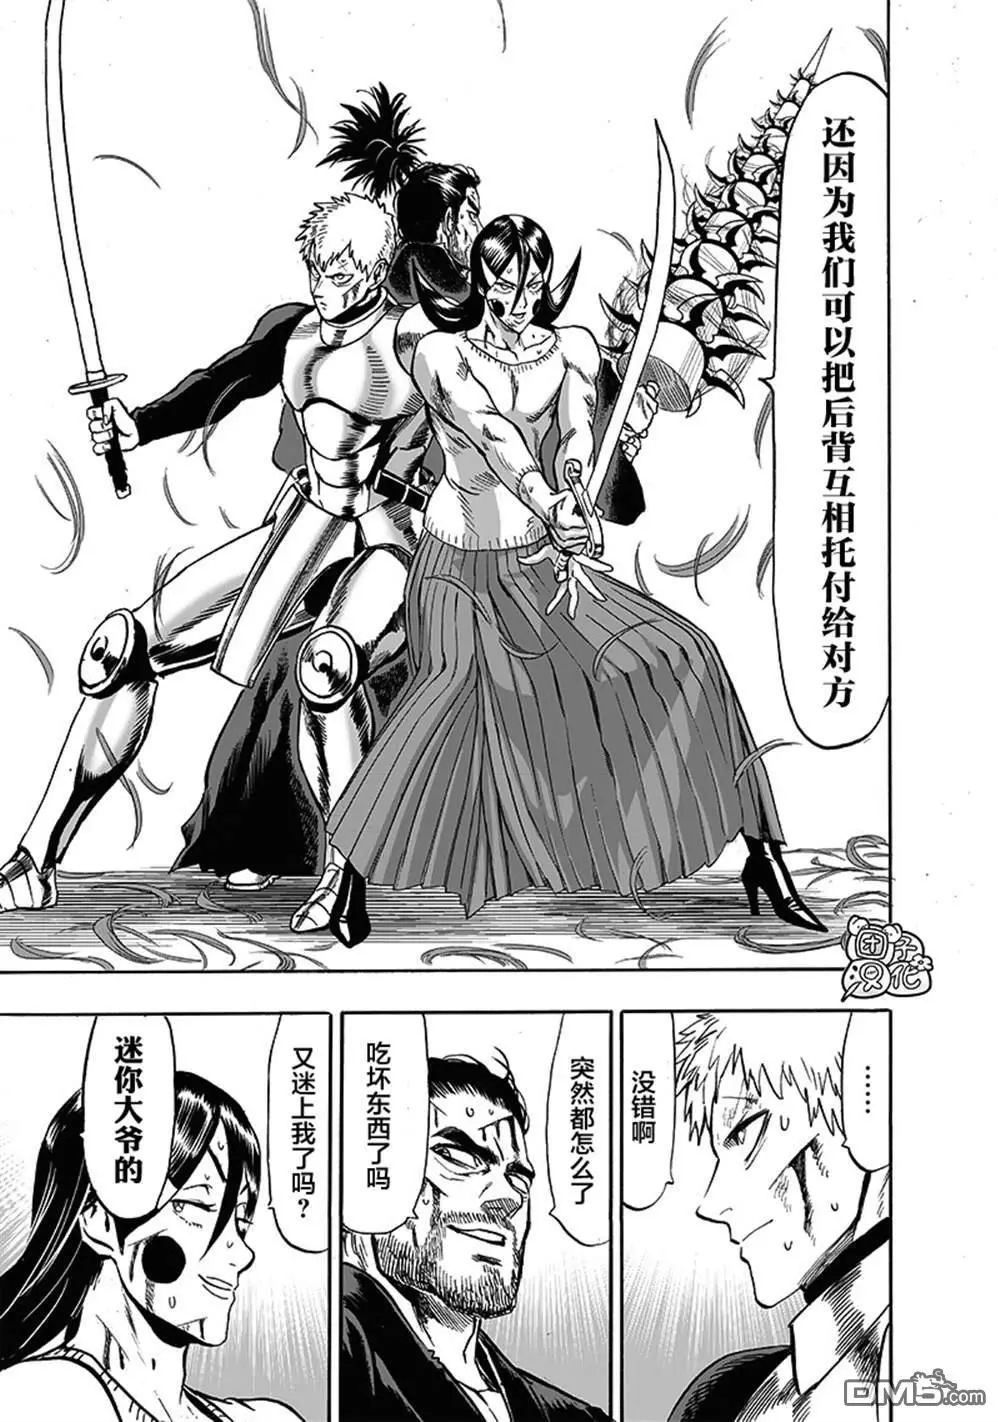 还因为我们可以把后背互相托付给对方
……
没错啊
突然都怎么了
吃坏东西了吗
又迷上我了吗?
迷你大爷的
团子汉化
DM5.com